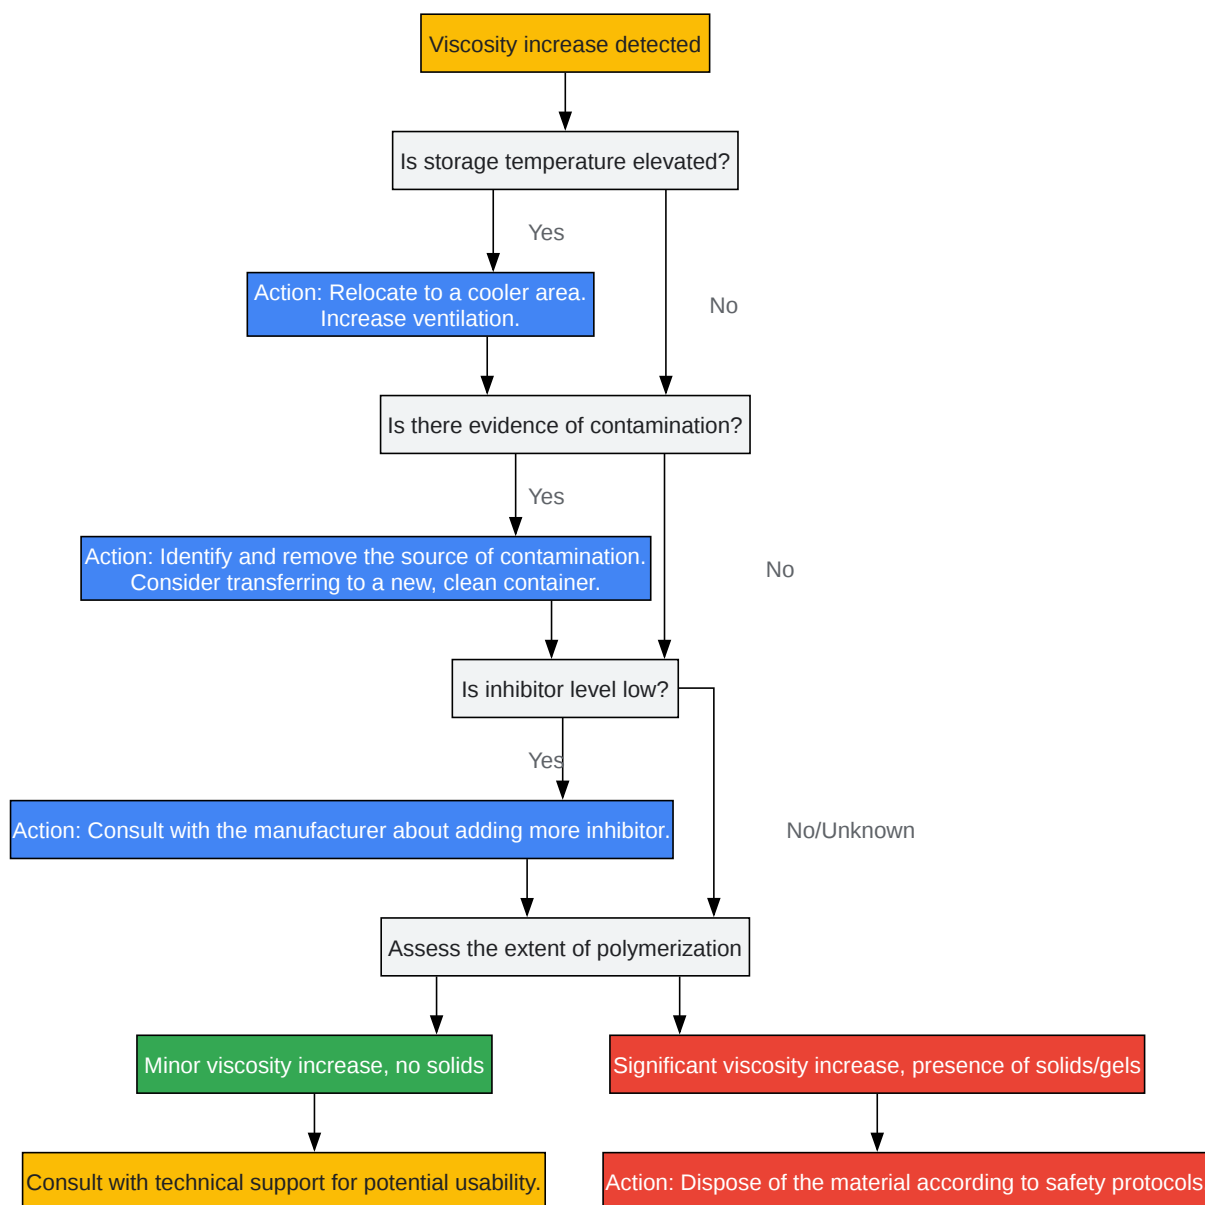 Viscosity increase detected
Is storage temperature elevated?
Yes
Action: Relocate to a cooler area.
Increase ventilation.
No
Is there evidence of contamination?
Yes
Action: Identify and remove the source of contamination.
Consider transferring to a new, clean container.
No
Is inhibitor level low?
Yes
Action: Consult with the manufacturer about adding more inhibitor.
No/Unknown
Assess the extent of polymerization
Minor viscosity increase, no solids
Significant viscosity increase, presence of solids/gels
Consult with technical support for potential usability.
Action: Dispose of the material according to safety protocols